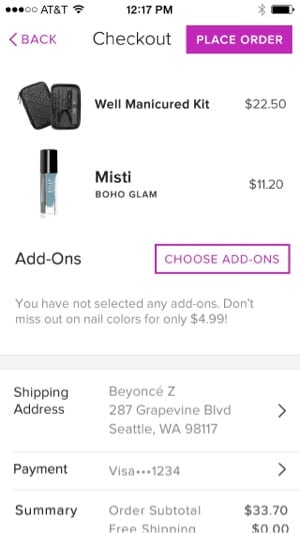 AT&T 12:17 PM
BACK Checkout PLACE ORDER
Well Manicured Kit $22.50
Misti
BOHO GLAM
$11.20
Add-Ons CHOOSE ADD-ONS
You have not selected any add-ons. Don't
miss out on nail colors for only $4.99!
Shipping Address
Beyoncé Z
287 Grapevine Blvd
Seattle, WA 98117
Payment Visa•••1234
Summary Order Subtotal $33.70
Free Shipping $0.00